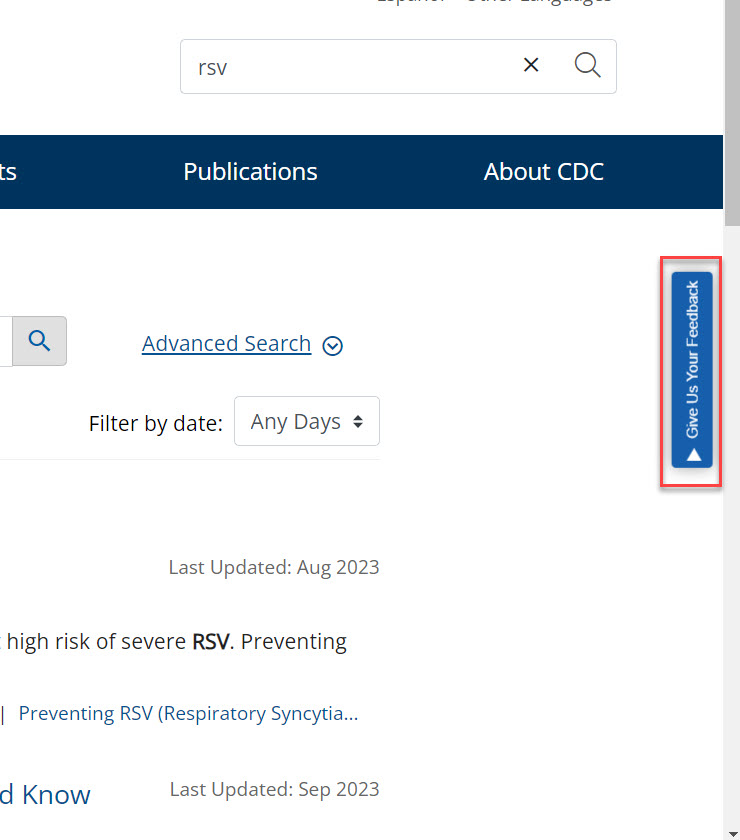 rsv
ts Publications About CDC
Give Us Your Feedback
Advanced Search
Filter by date: Any Days
Last Updated: Aug 2023
high risk of severe RSV. Preventing
| Preventing RSV (Respiratory Syncytia...
d Know Last Updated: Sep 2023